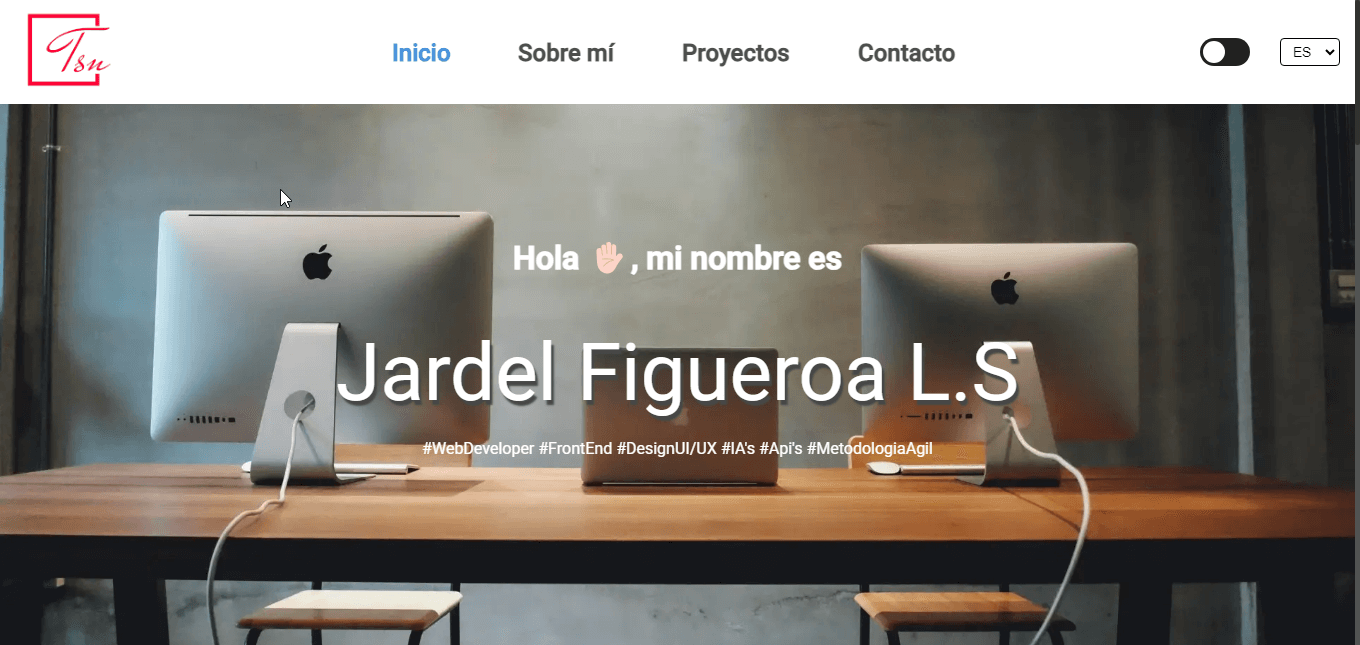 Tsn
Inicio Sobre mí Proyectos Contacto ES
Hola ✋, mi nombre es
Jardel Figueroa L.S
#WebDeveloper #FrontEnd #DesignUI/UX #IA's #Api's #MetodologiaAgil